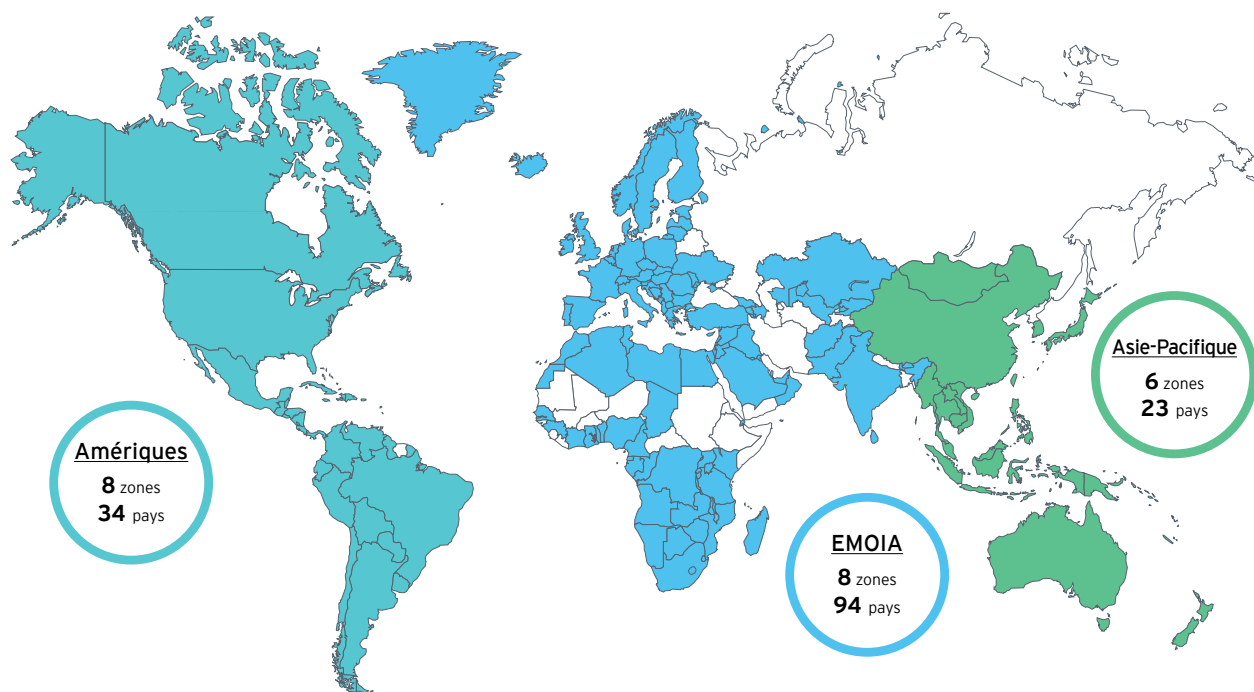 Amériques
8 zones
34 pays
EMOIA
8 zones
94 pays
Asie-Pacifique
6 zones
23 pays